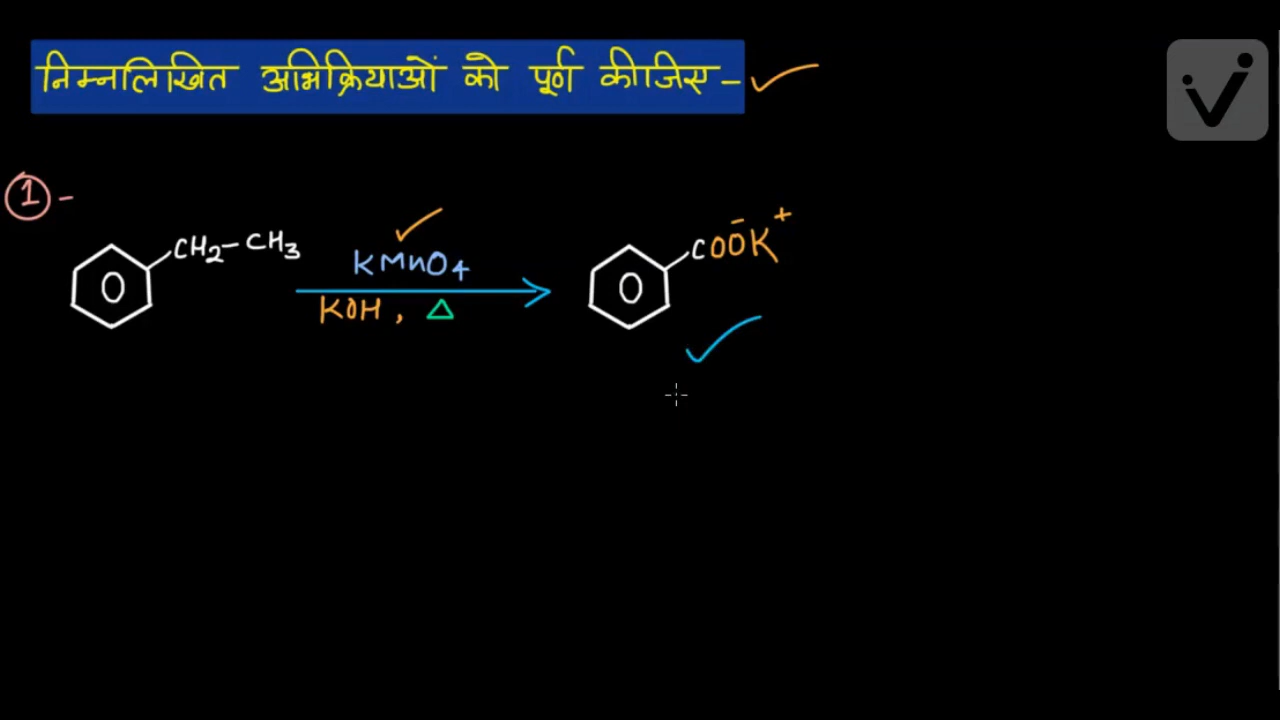 निम्नलिखित अभिक्रियाओं को पूर्ण कीजिए-
1-
CH2-CH3 KMnO4 COO-K+
KOH, Δ